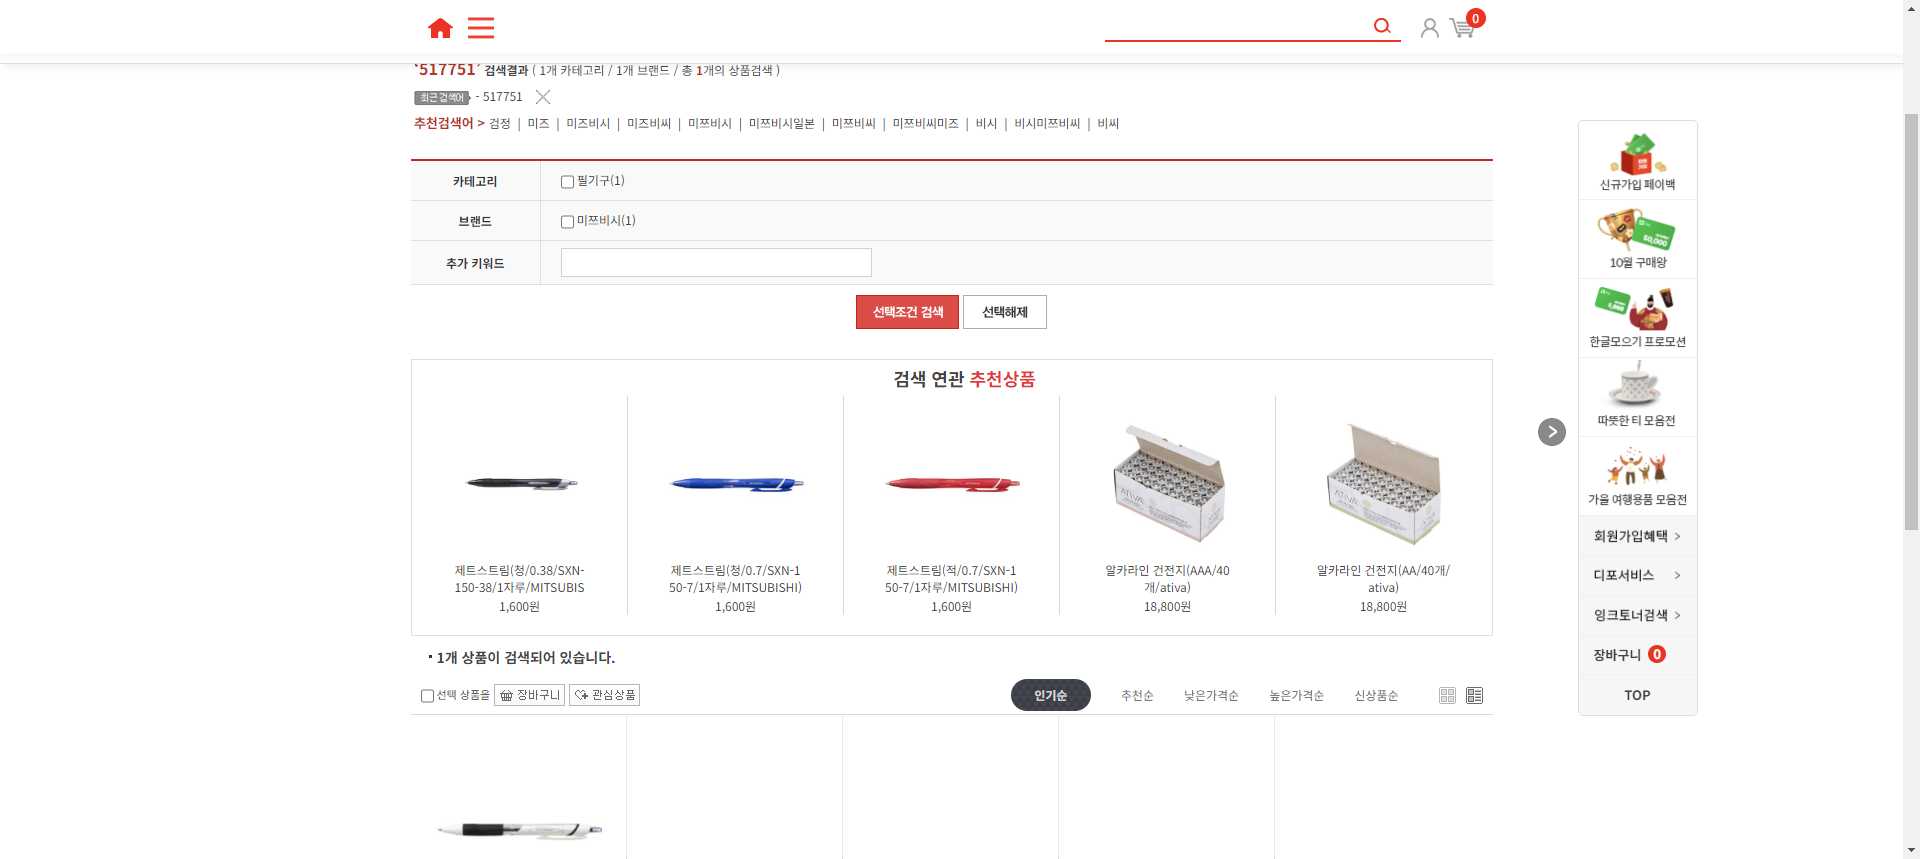 0
'517751' 검색결과 ( 1개 카테고리 / 1개 브랜드 / 총 1개의 상품검색 )
최근 검색어 - 517751
추천검색어 > 검정 | 미즈 | 미즈비시 | 미즈비씨 | 미쯔비시 | 미쯔비시일본 | 미쯔비씨 | 미쯔비씨미즈 | 비시 | 비시미쯔비씨 | 비씨
카테고리 필기구(1)
브랜드 미쯔비시(1)
추가 키워드
선택조건 검색 선택해제
검색 연관 추천상품
제트스트림(청/0.38/SXN-
150-38/1자루/MITSUBIS
1,600원
제트스트림(청/0.7/SXN-1
50-7/1자루/MITSUBISHI)
1,600원
제트스트림(적/0.7/SXN-1
50-7/1자루/MITSUBISHI)
1,600원
ATIVA
알카라인 건전지(AAA/40
개/ativa)
18,800원
ATIVA
알카라인 건전지(AA/40개/
ativa)
18,800원
1개 상품이 검색되어 있습니다.
선택 상품을 장바구니 관심상품
인기순 추천순 낮은가격순 높은가격순 신상품순
신규가입 페이백
50,000
10월 구매왕
한글모으기 프로모션
따뜻한 티 모음전
가을 여행용품 모음전
회원가입혜택 >
디포서비스 >
잉크토너검색 >
장바구니 0
TOP